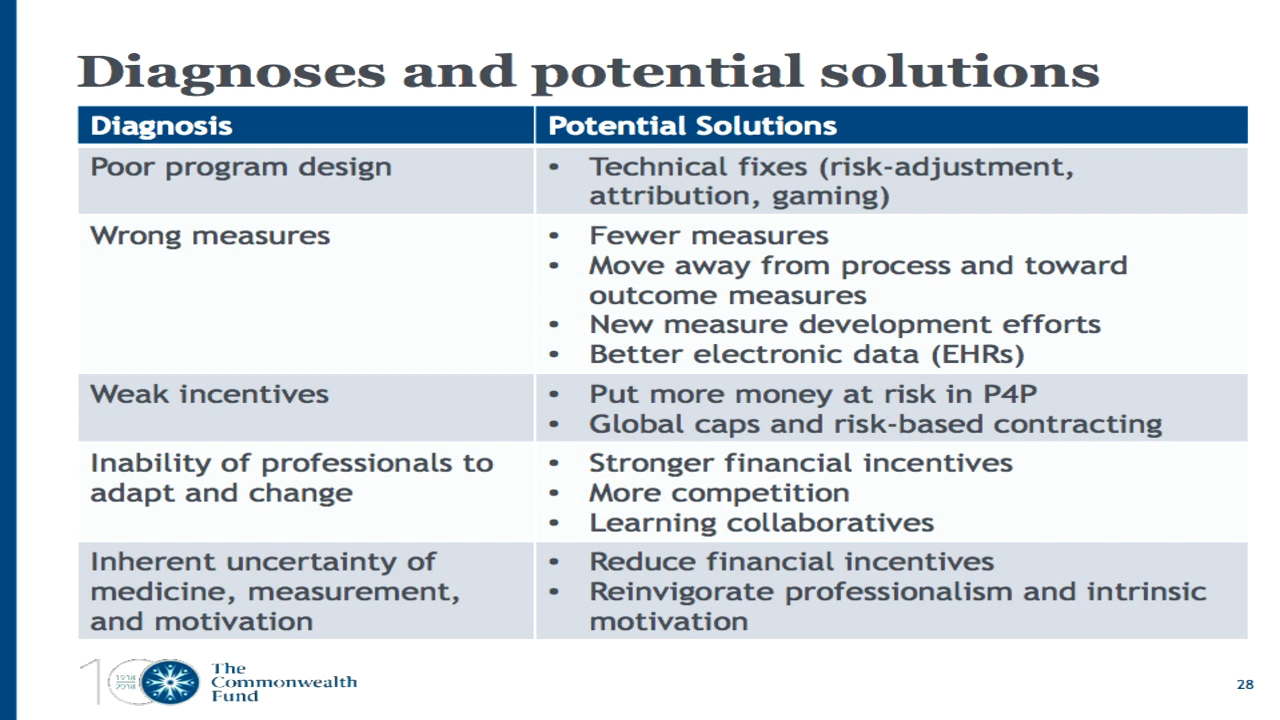 Diagnoses and potential solutions
Diagnosis
Potential Solutions
Poor program design
• Technical fixes (risk-adjustment,
attribution, gaming)
Wrong measures
• Fewer measures
• Move away from process and toward
outcome measures
• New measure development efforts
• Better electronic data (EHRs)
Weak incentives
• Put more money at risk in P4P
• Global caps and risk-based contracting
Inability of professionals to
adapt and change
• Stronger financial incentives
• More competition
• Learning collaboratives
Inherent uncertainty of
medicine, measurement,
and motivation
• Reduce financial incentives
• Reinvigorate professionalism and intrinsic
motivation
100
1918
2018
The
Commonwealth
Fund
28